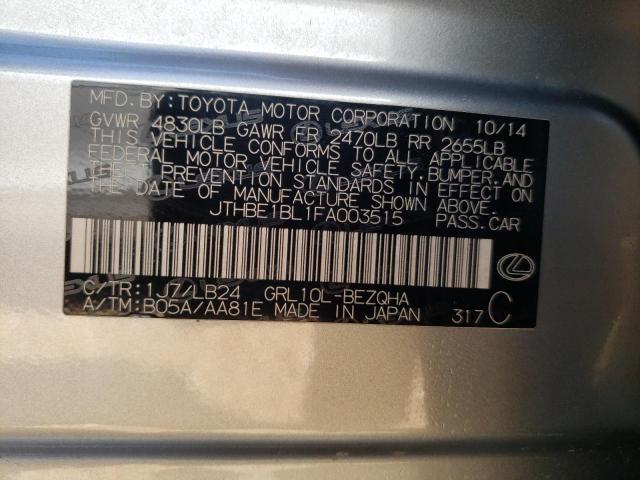 MFD. BY: TOYOTA MOTOR CORPORATION 10/14
GVWR 4830LB GAWR FR 2470LB RR 2655LB
THIS VEHICLE CONFORMS TO ALL APPLICABLE
FEDERAL MOTOR VEHICLE SAFETY, BUMPER, AND
THEFT PREVENTION STANDARDS IN EFFECT ON
THE DATE OF MANUFACTURE SHOWN ABOVE.
JTHBE1BL1FA003515 PASS. CAR
C/TR: 1J7/LB24 GRL10L-BEZQHA
A/TM: B05A/AA81E MADE IN JAPAN 317 C